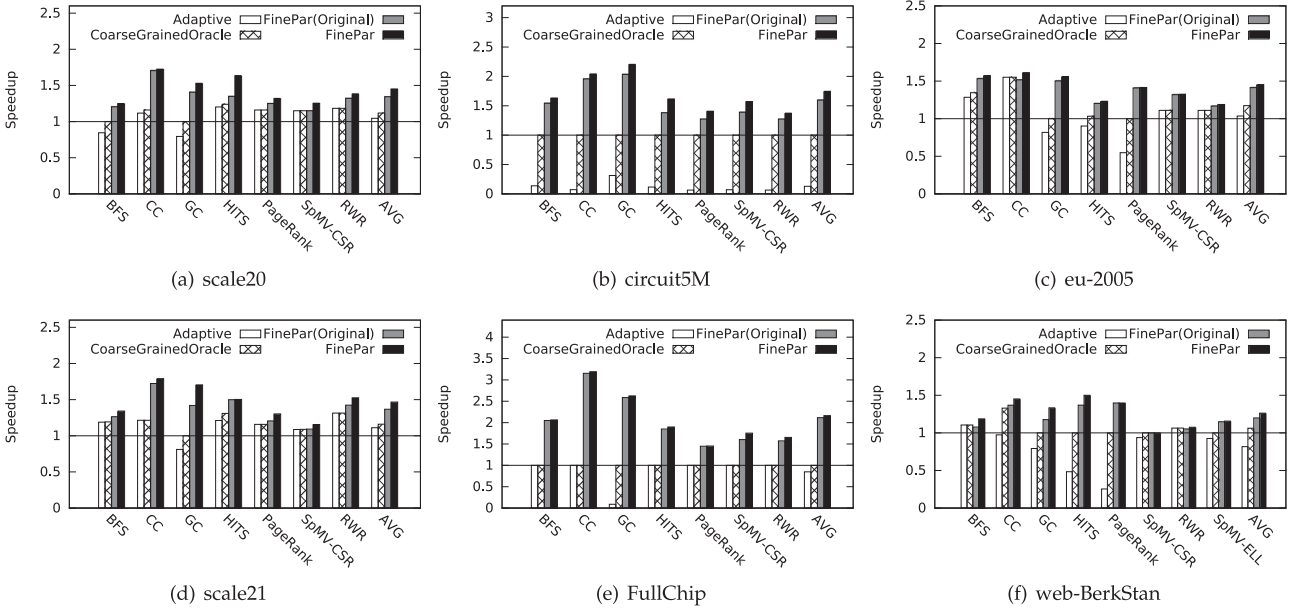 Adaptive FinePar(Original)
CoarseGrainedOracle FinePar
Speedup
2.5
2
1.5
1
0.5
0
BFS CC GC HITS PageRank SpMV-CSR RWR AVG
(a) scale20
Adaptive FinePar(Original)
CoarseGrainedOracle FinePar
Speedup
3
2.5
2
1.5
1
0.5
0
BFS CC GC HITS PageRank SpMV-CSR RWR AVG
(b) circuit5M
Adaptive FinePar(Original)
CoarseGrainedOracle FinePar
Speedup
2.5
2
1.5
1
0.5
0
BFS CC GC HITS PageRank SpMV-CSR RWR AVG
(c) eu-2005
Adaptive FinePar(Original)
CoarseGrainedOracle FinePar
Speedup
2.5
2
1.5
1
0.5
0
BFS CC GC HITS PageRank SpMV-CSR RWR AVG
(d) scale21
Adaptive FinePar(Original)
CoarseGrainedOracle FinePar
Speedup
4
3.5
3
2.5
2
1.5
1
0.5
0
BFS CC GC HITS PageRank SpMV-CSR RWR AVG
(e) FullChip
Adaptive FinePar(Original)
CoarseGrainedOracle FinePar
Speedup
2.5
2
1.5
1
0.5
0
BFS CC GC HITS PageRank SpMV-CSR RWR SpMV-ELL AVG
(f) web-BerkStan